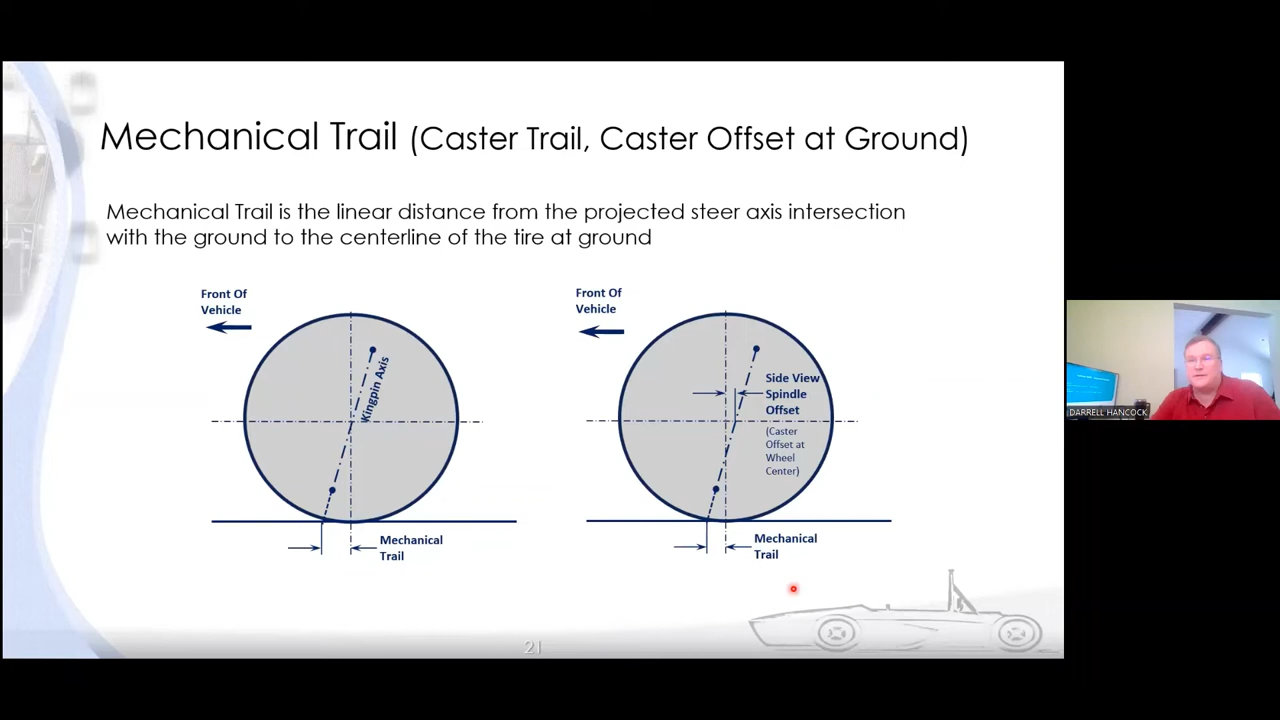 Mechanical Trail (Caster Trail, Caster Offset at Ground)
Mechanical Trail is the linear distance from the projected steer axis intersection
with the ground to the centerline of the tire at ground
Front Of
Vehicle
Kingpin Axis
Mechanical
Trail
Front Of
Vehicle
Side View
Spindle
Offset
(Caster
Offset at
Wheel
Center)
Mechanical
Trail
21
DARRELL HANCOCK